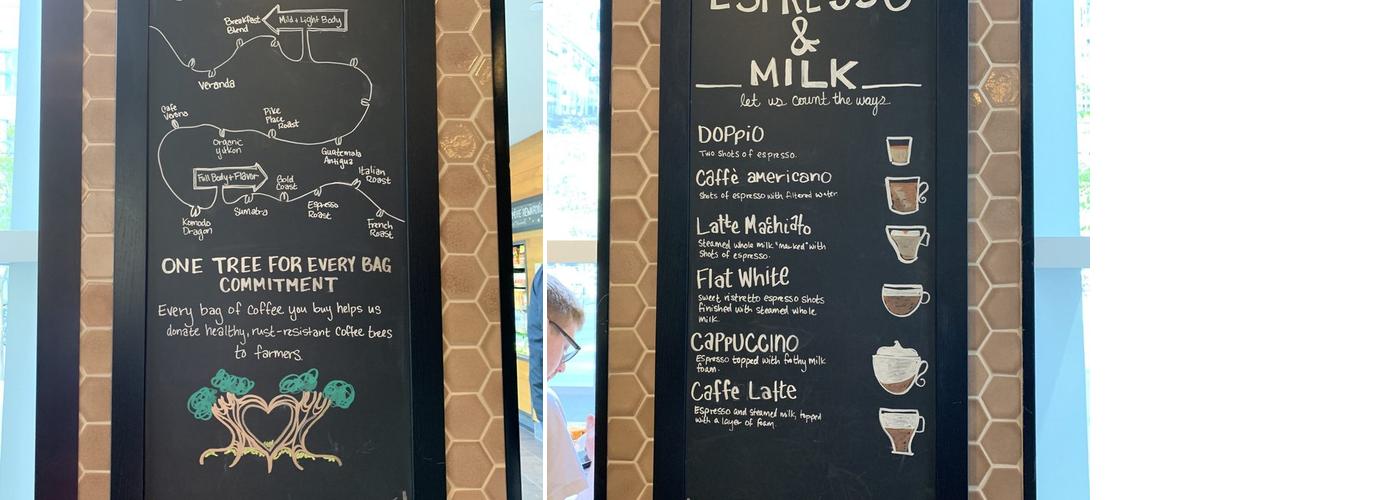 Breakfast
Blend
Mild + Light Body
Veranda
Cafe
Verona
Pike
Place
Roast
Organic
yukon
Guatemala
Antigua
Italian
Roast
Full Body + Flavor
Gold
Coast
Komodo
Dragon
Sumatra
Espresso
Roast
French
Roast
ONE TREE FOR EVERY BAG
COMMITMENT
Every bag of coffee you buy helps us
donate healthy, rust-resistant coffee trees
to farmers.
ESPRESSO
&
MILK
let us count the ways
DOPPiO
Two shots of espresso.
Caffè americano
Shots of espresso with filtered water
Latte Machiato
Steamed whole milk "marked" with
shots of espresso.
Flat White
Sweet ristretto espresso shots
finished with steamed whole
milk.
CAPPUCCINO
Espresso topped with frothy milk
foam.
Caffe Latte
Espresso and steamed milk, topped
with a layer of foam.